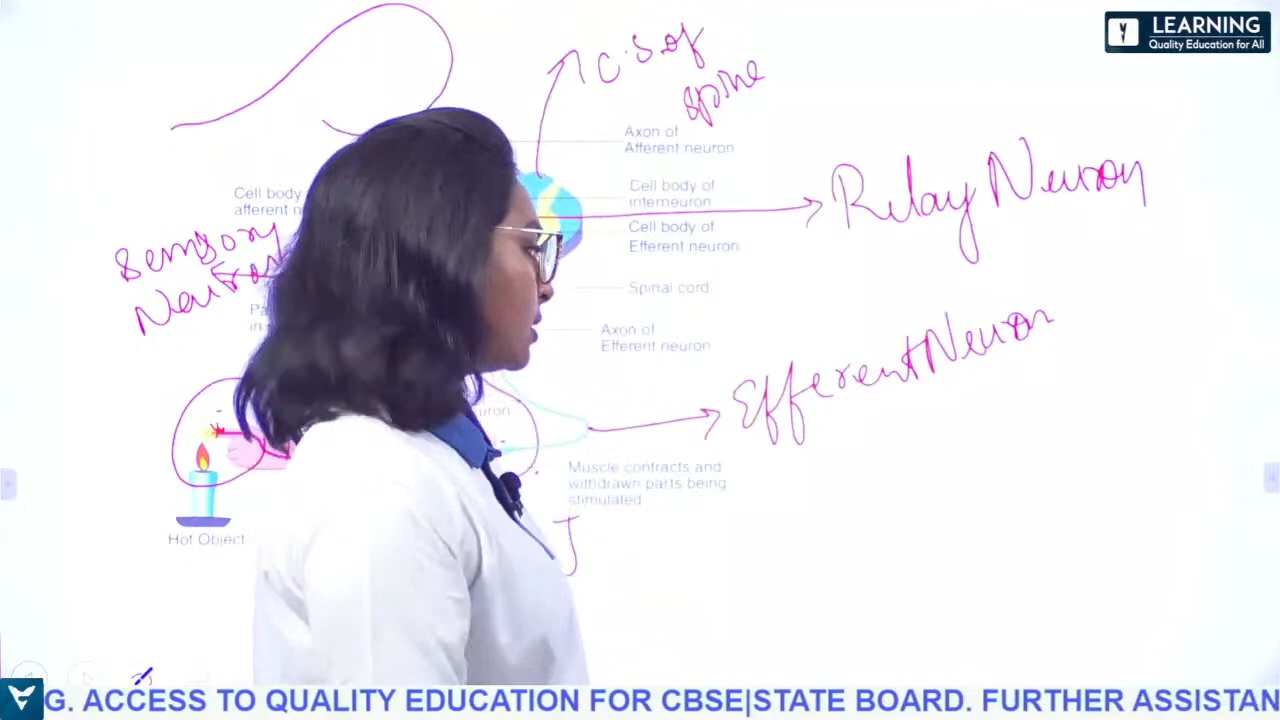 LEARNING
Quality Education for All
C.S. of
spine
Axon of
Afferent neuron
Cell body
afferent n
Cell body of
interneuron
Relay Neuron
Cell body of
Efferent neuron
Sensory
Neuron
Spinal cord
Axon of
Efferent neuron
Efferent Neuron
Muscle contracts and
withdrawn parts being
stimulated
Hot Object
G. ACCESS TO QUALITY EDUCATION FOR CBSE|STATE BOARD. FURTHER ASSISTAN